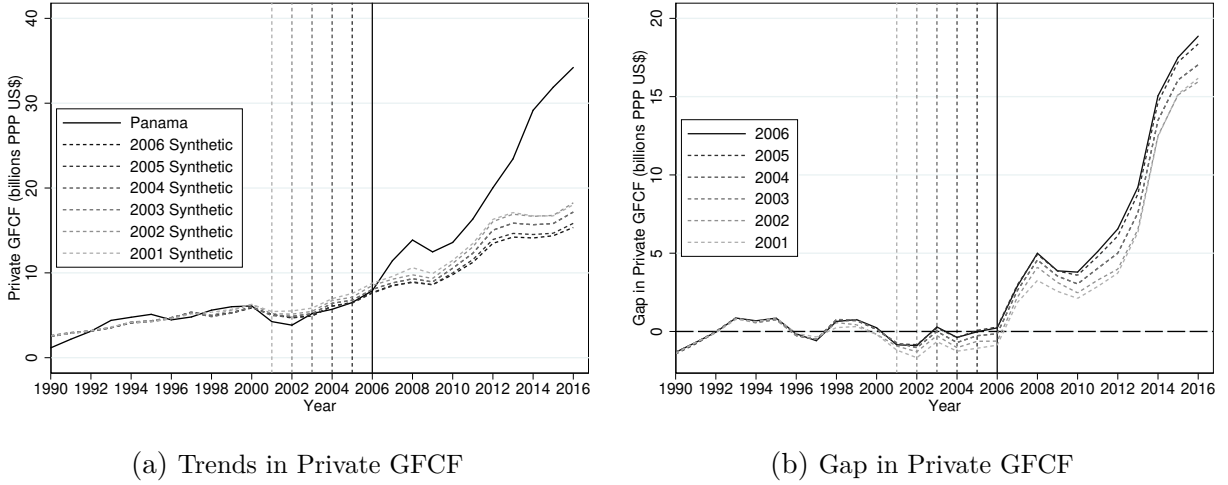 40
30
20
10
0
Private GFCF (billions PPP US$)
Panama
2006 Synthetic
2005 Synthetic
2004 Synthetic
2003 Synthetic
2002 Synthetic
2001 Synthetic
1990 1992 1994 1996 1998 2000 2002 2004 2006 2008 2010 2012 2014 2016
Year
(a) Trends in Private GFCF
20
15
10
5
0
Gap in Private GFCF (billions PPP US$)
2006
2005
2004
2003
2002
2001
1990 1992 1994 1996 1998 2000 2002 2004 2006 2008 2010 2012 2014 2016
Year
(b) Gap in Private GFCF